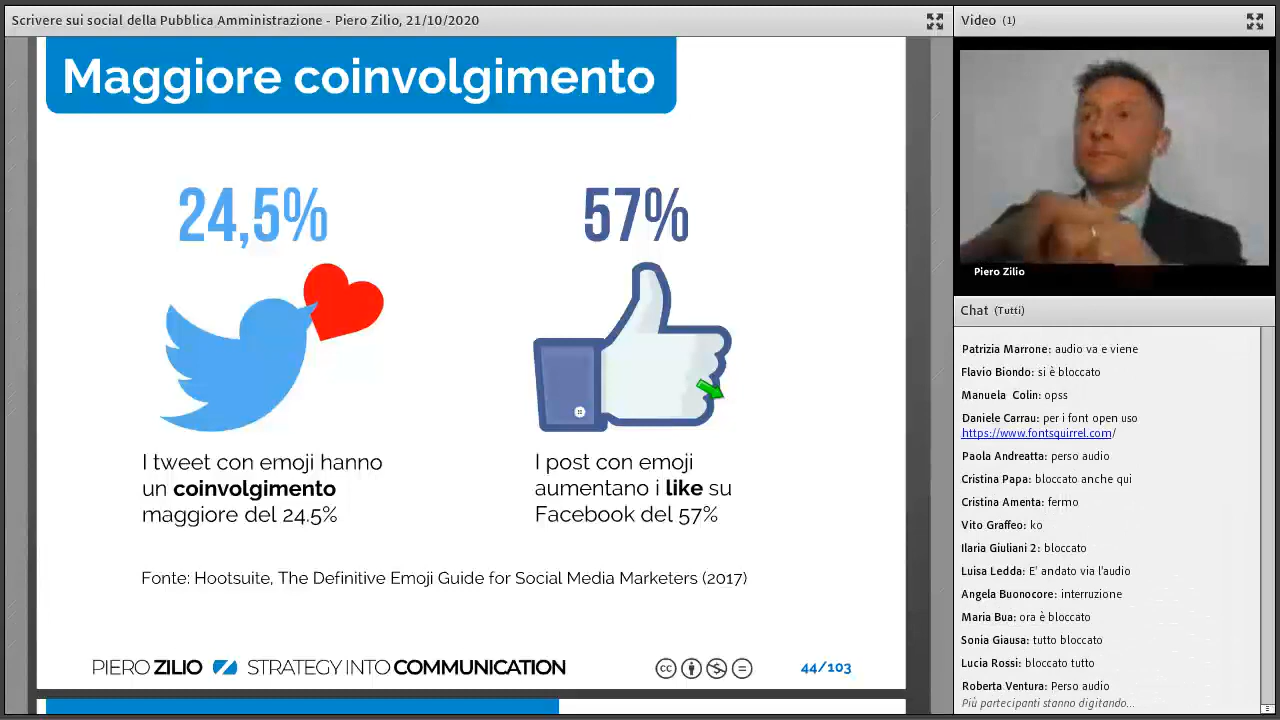 Scrivere sui social della Pubblica Amministrazione - Piero Zilio, 21/10/2020
Maggiore coinvolgimento
24,5%
57%
I tweet con emoji hanno
un coinvolgimento
maggiore del 24.5%
I post con emoji
aumentano i like su
Facebook del 57%
Fonte: Hootsuite, The Definitive Emoji Guide for Social Media Marketers (2017)
PIERO ZILIO STRATEGY INTO COMMUNICATION
cc
44/103
Video (1)
Piero Zilio
Chat (Tutti)
Patrizia Marrone: audio va e viene
Flavio Biondo: si è bloccato
Manuela Colin: opss
Daniele Carrau: per i font open uso
https://www.fontsquirrel.com/
Paola Andreatta: perso audio
Cristina Papa: bloccato anche qui
Cristina Amenta: fermo
Vito Graffeo: ko
Ilaria Giuliani 2: bloccato
Luisa Ledda: E' andato via l'audio
Angela Buonocore: interruzione
Maria Bua: ora è bloccato
Sonia Giausa: tutto bloccato
Lucia Rossi: bloccato tutto
Roberta Ventura: Perso audio
Più partecipanti stanno digitando...